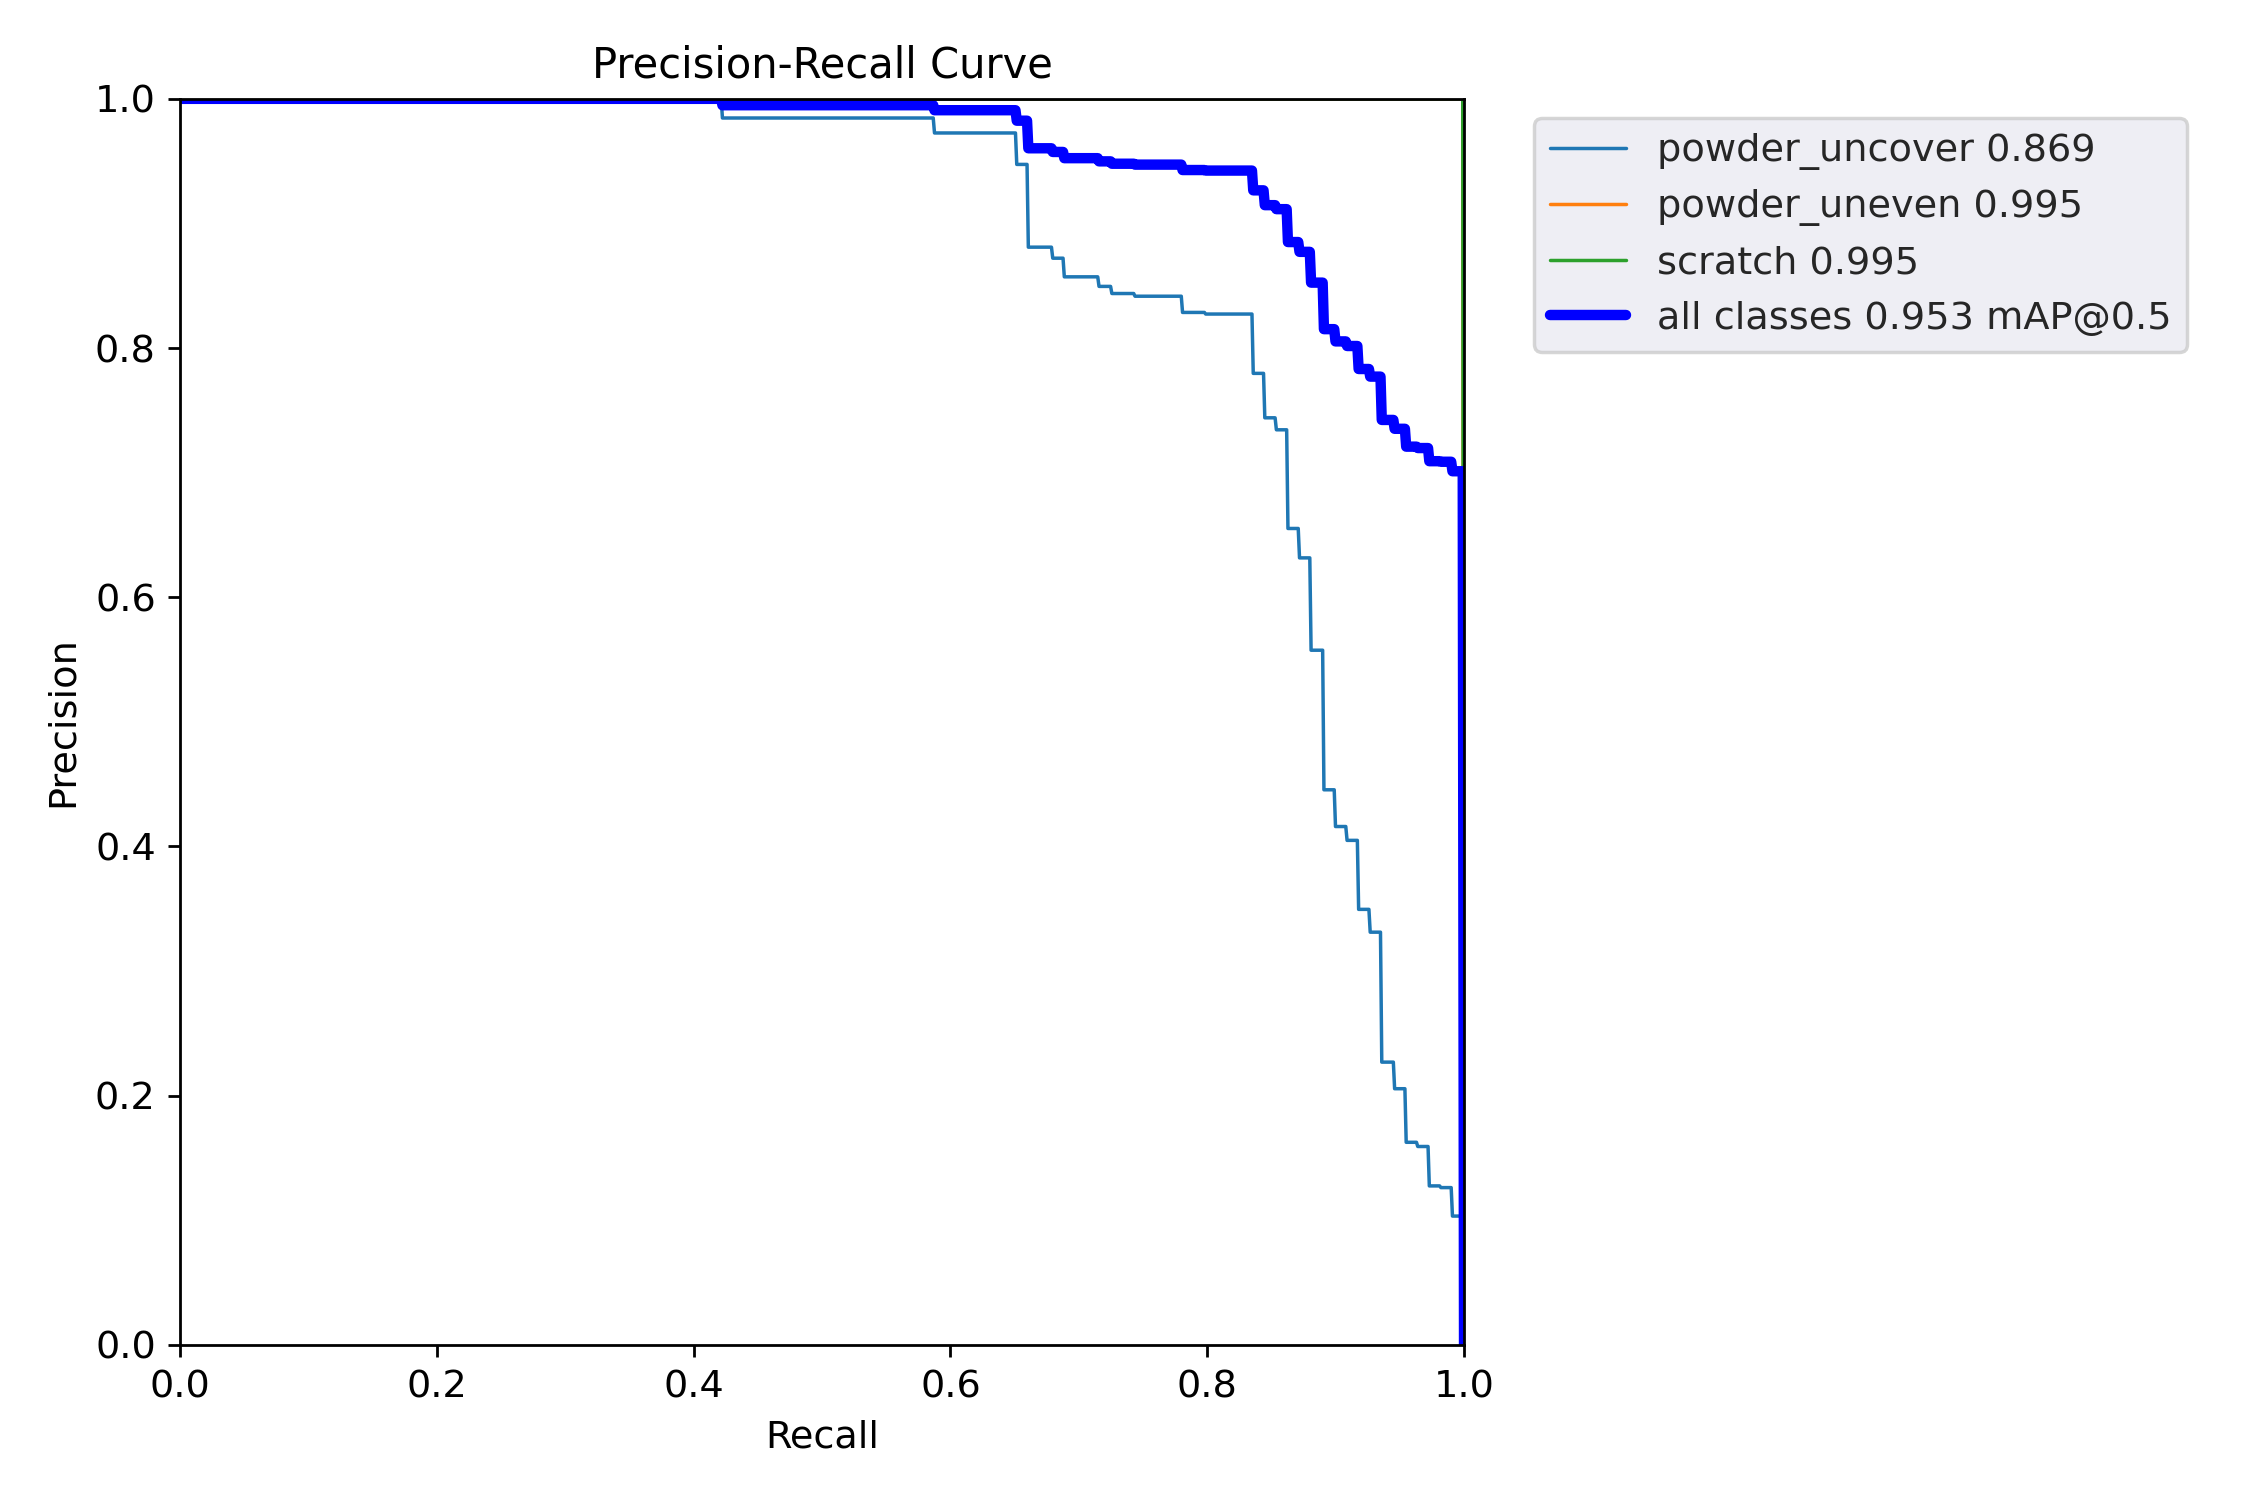 Precision-Recall Curve
1.0
0.8
0.6
0.4
0.2
0.0
Precision
0.0 0.2 0.4 0.6 0.8 1.0
Recall
powder_uncover 0.869
powder_uneven 0.995
scratch 0.995
all classes 0.953 mAP@0.5